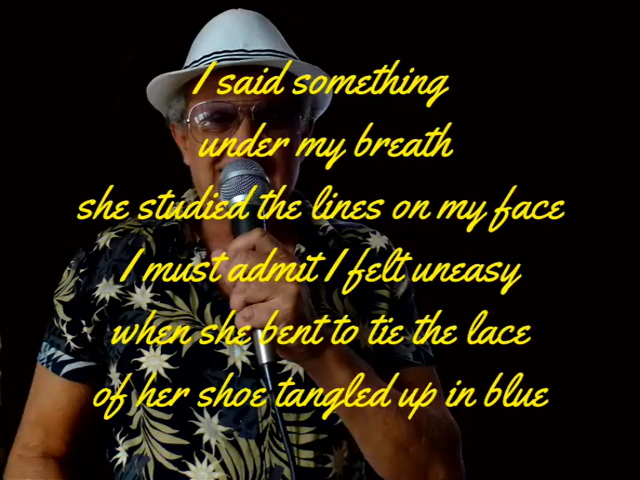 I said something
under my breath
she studied the lines on my face
I must admit I felt uneasy
when she bent to tie the lace
of her shoe tangled up in blue